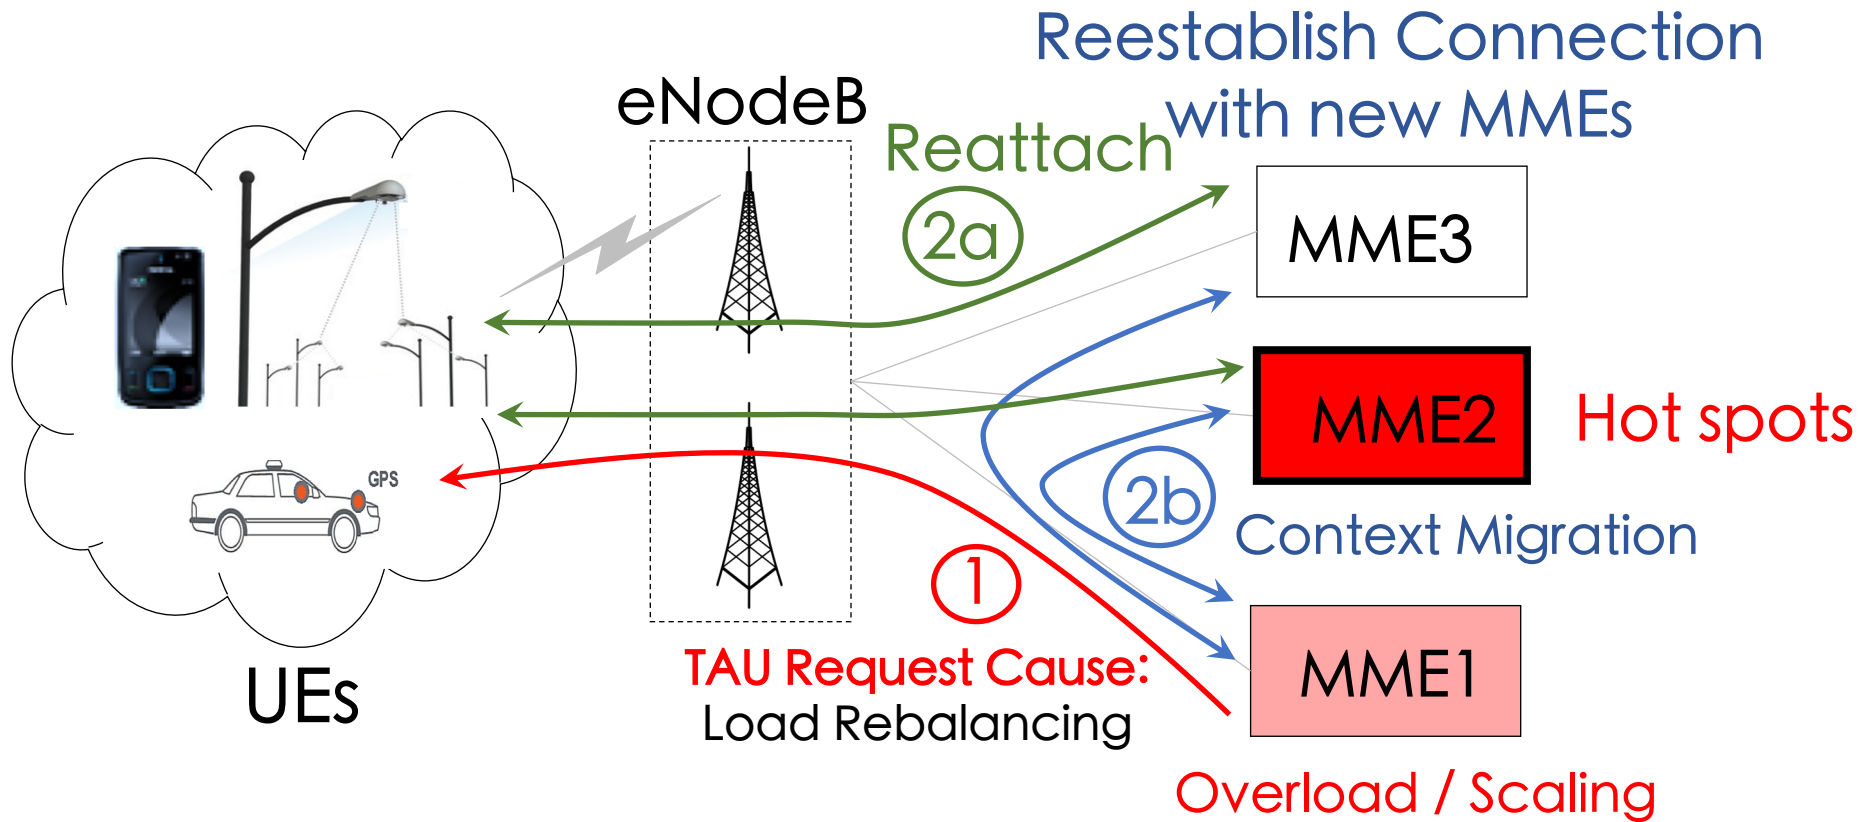 Reestablish Connection
with new MMEs
eNodeB
Reattach
2a
MME3
MME2
Hot spots
GPS
2b
Context Migration
1
TAU Request Cause:
Load Rebalancing
MME1
UEs
Overload / Scaling